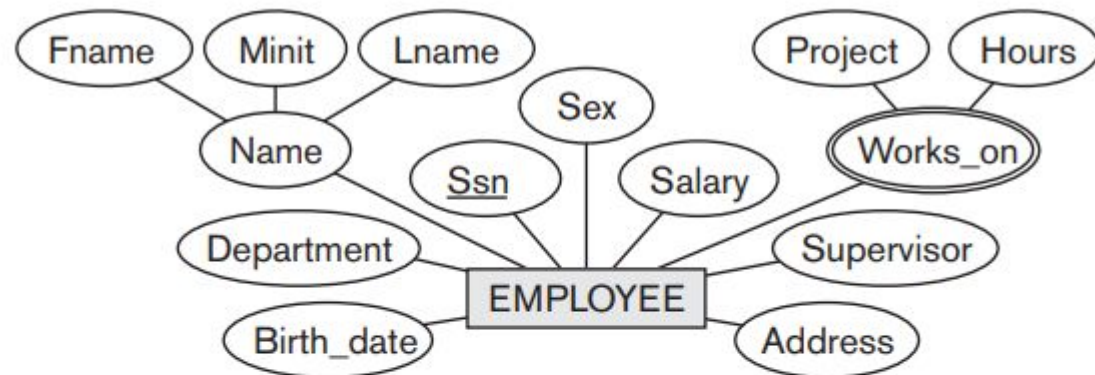 Fname Minit Lname Project Hours
Sex
Name Works_on
Ssn Salary
Department Supervisor
EMPLOYEE
Birth_date Address